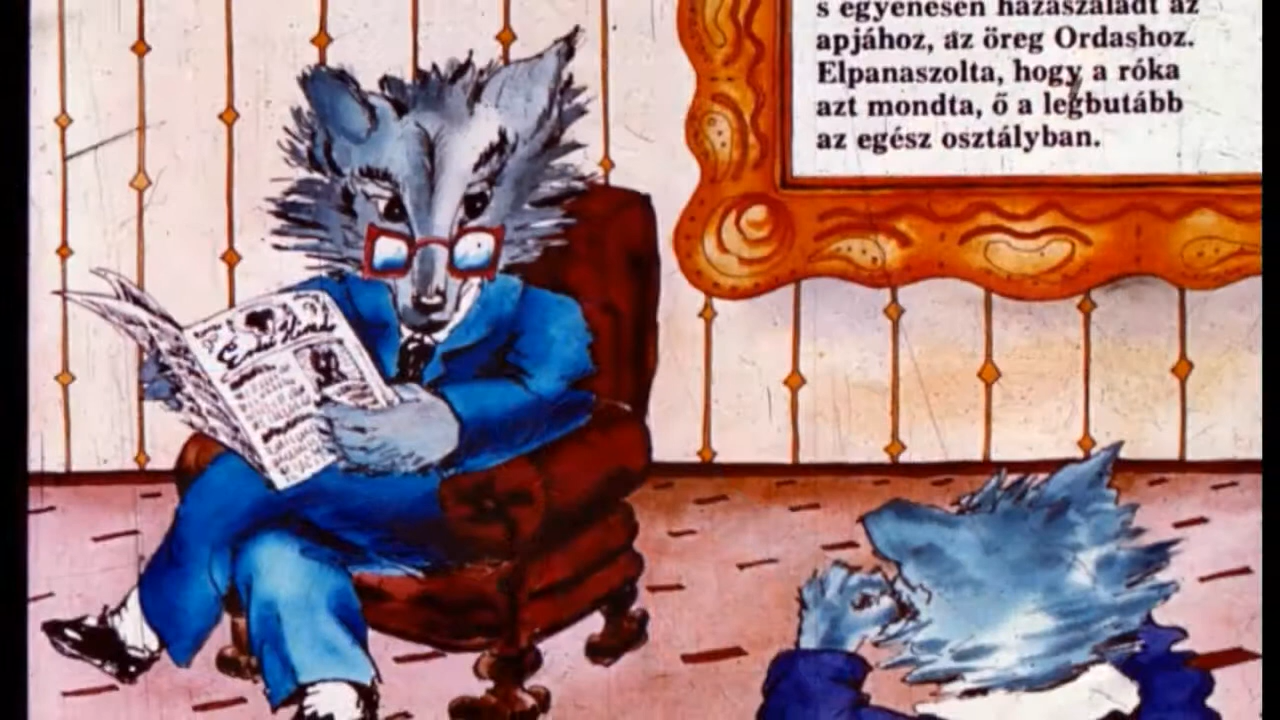 s egyenesen hazaszaladt az
apjához, az öreg Ordashoz.
Elpanaszolta, hogy a róka
azt mondta, ő a legbutább
az egész osztályban.